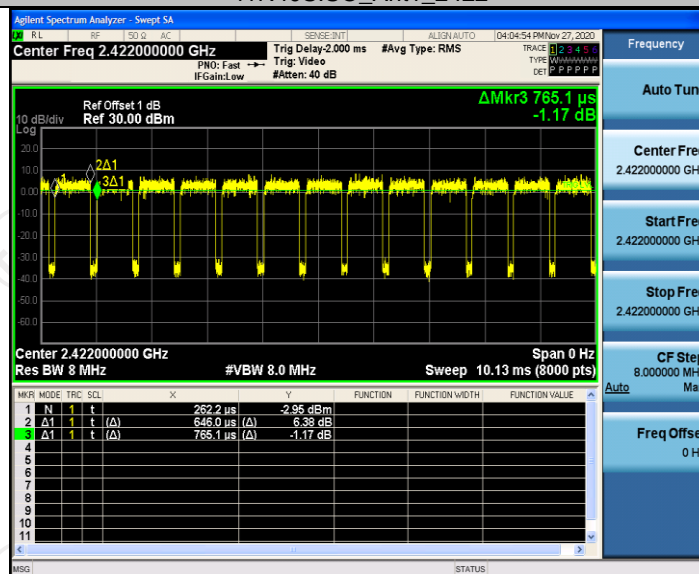 Agilent Spectrum Analyzer - Swept SA
RL RF 50 Ω AC SENSE:INT ALIGN AUTO 04:04:54 PM Nov 27, 2020
Center Freq 2.422000000 GHz
PNO: Fast
IFGain:Low
Trig Delay-2.000 ms
Trig: Video
#Atten: 40 dB
#Avg Type: RMS
TRACE 1 2 3 4 5 6
TYPE
DET P P P P P P
Frequency
Auto Tun
Center Fre
2.422000000 GH
Start Fre
2.422000000 GH
Stop Fre
2.422000000 GH
CF Step
8.000000 MH
Auto Ma
Freq Offse
0 H
Ref Offset 1 dB
10 dB/div Ref 30.00 dBm
Log
ΔMkr3 765.1 µs
-1.17 dB
20.0
10.0
0.00
-10.0
-20.0
-30.0
-40.0
-50.0
-60.0
1
2Δ1
3Δ1
Center 2.422000000 GHz Span 0 Hz
Res BW 8 MHz #VBW 8.0 MHz Sweep 10.13 ms (8000 pts)
MKR MODE TRC SCL X Y FUNCTION FUNCTION WIDTH FUNCTION VALUE
1 N 1 t 262.2 µs -2.95 dBm
2 Δ1 1 t (Δ) 646.0 µs (Δ) 6.38 dB
3 Δ1 1 t (Δ) 765.1 µs (Δ) -1.17 dB
4
5
6
7
8
9
10
11
MSG STATUS